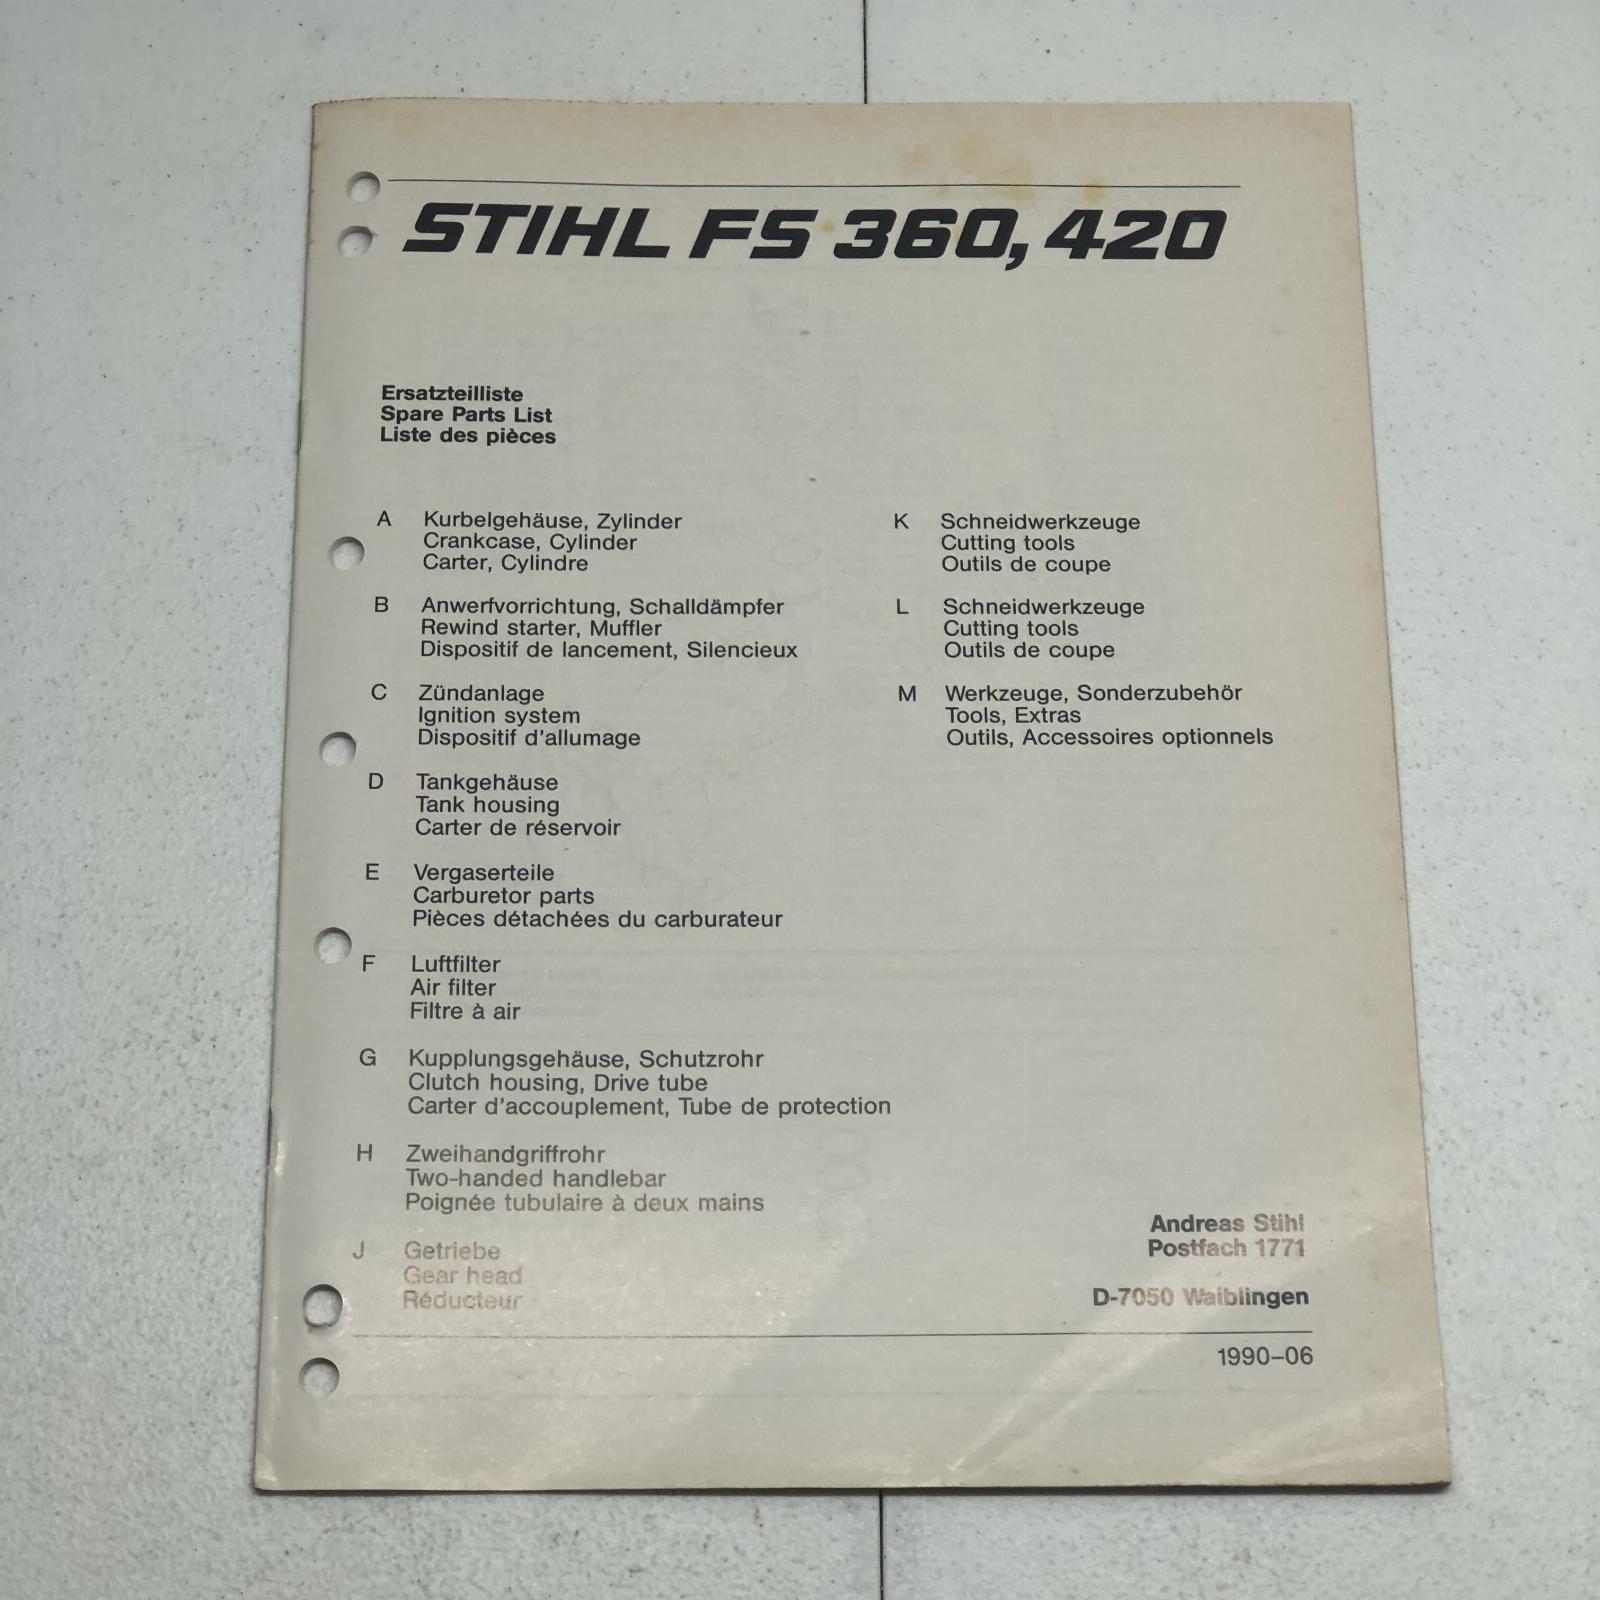 STIHL FS 360, 420
Ersatzteilliste
Spare Parts List
Liste des pièces
A Kurbelgehäuse, Zylinder
Crankcase, Cylinder
Carter, Cylindre
B Anwerfvorrichtung, Schalldämpfer
Rewind starter, Muffler
Dispositif de lancement, Silencieux
C Zündanlage
Ignition system
Dispositif d'allumage
D Tankgehäuse
Tank housing
Carter de réservoir
E Vergaserteile
Carburetor parts
Pièces détachées du carburateur
F Luftfilter
Air filter
Filtre à air
G Kupplungsgehäuse, Schutzrohr
Clutch housing, Drive tube
Carter d'accouplement, Tube de protection
H Zweihandgriffrohr
Two-handed handlebar
Poignée tubulaire à deux mains
J Getriebe
Gear head
Réducteur
K Schneidwerkzeuge
Cutting tools
Outils de coupe
L Schneidwerkzeuge
Cutting tools
Outils de coupe
M Werkzeuge, Sonderzubehör
Tools, Extras
Outils, Accessoires optionnels
Andreas Stihl
Postfach 1771
D-7050 Waiblingen
1990–06